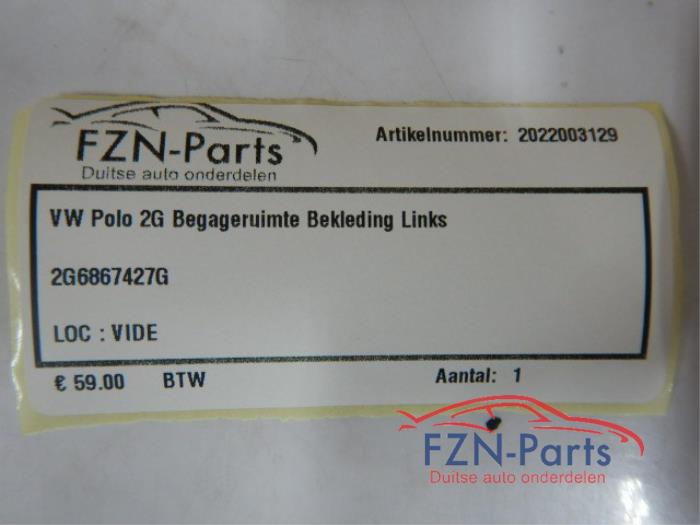 FZN-Parts
Duitse auto onderdelen
Artikelnummer: 2022003129
VW Polo 2G Begageruimte Bekleding Links
2G6867427G
LOC : VIDE
€ 59.00 BTW Aantal: 1
FZN-Parts
Duitse auto onderdelen